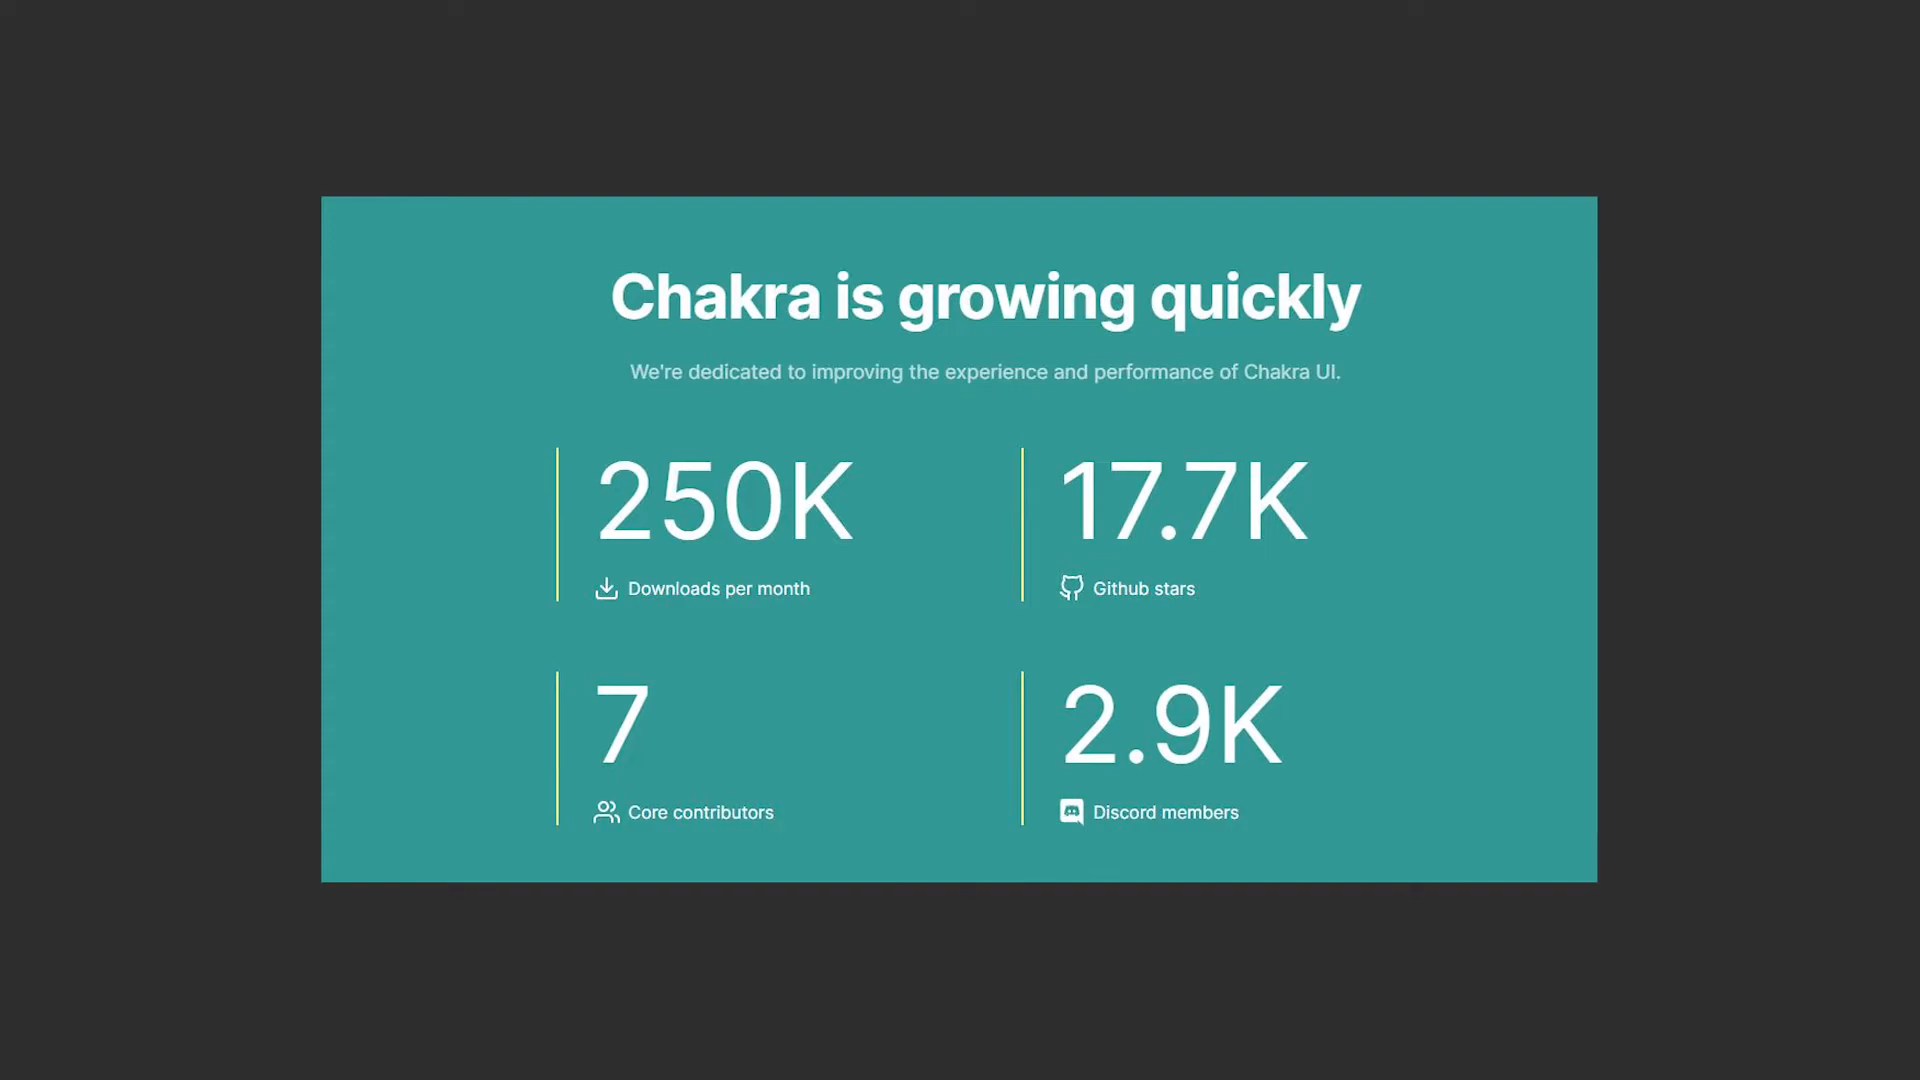 Chakra is growing quickly
We're dedicated to improving the experience and performance of Chakra UI.
250K
Downloads per month
17.7K
Github stars
7
Core contributors
2.9K
Discord members